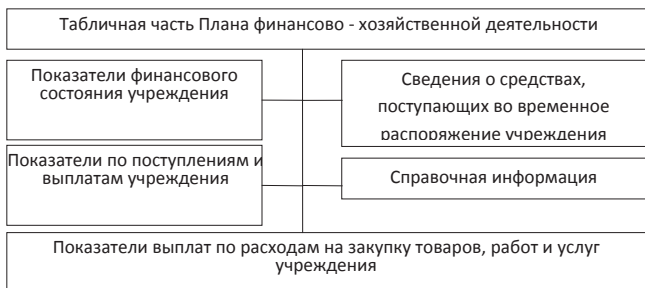 Табличная часть Плана финансово - хозяйственной деятельности
Показатели финансового
состояния учреждения
Сведения о средствах,
поступающих во временное
распоряжение учреждения
Показатели по поступлениям и
выплатам учреждения
Справочная информация
Показатели выплат по расходам на закупку товаров, работ и услуг
учреждения